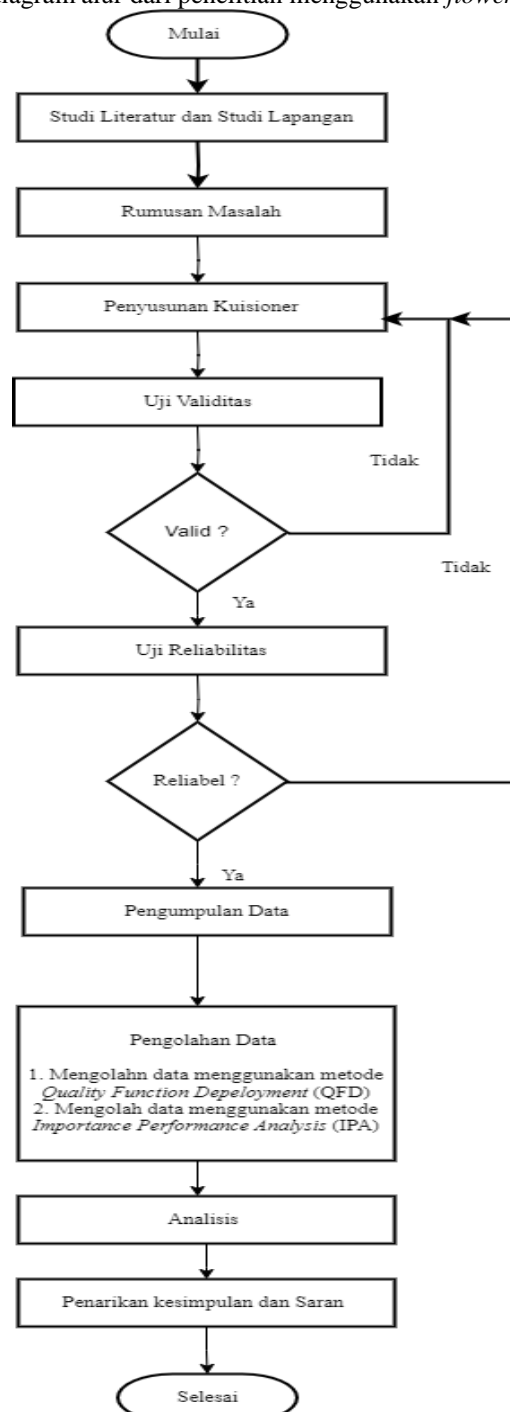 diagram alur dari penelitian menggunakan flower
Mulai
Studi Literatur dan Studi Lapangan
Rumusan Masalah
Penyusunan Kuisioner
Uji Validitas
Tidak
Valid ?
Tidak
Ya
Uji Reliabilitas
Reliabel ?
Ya
Pengumpulan Data
Pengolahan Data
1. Mengolahn data menggunakan metode
Quality Function Depeloyment (QFD)
2. Mengolah data menggunakan metode
Importance Performance Analysis (IPA)
Analisis
Penarikan kesimpulan dan Saran
Selesai